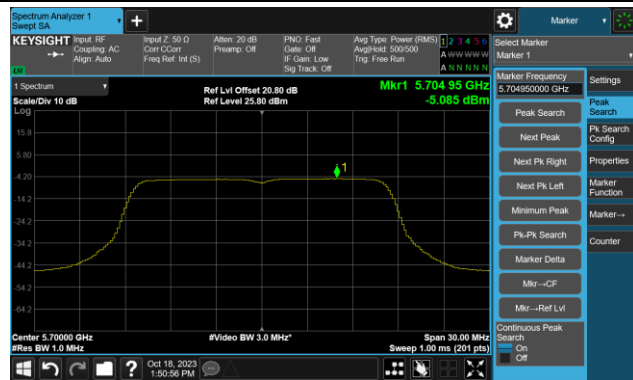 Spectrum Analyzer 1
Swept SA
Marker
KEYSIGHT
Input: RF
Coupling: AC
Align: Auto
Input Z: 50 Ω
Corr CCorr
Freq Ref: Int (S)
Atten: 20 dB
Preamp: Off
PNO: Fast
Gate: Off
IF Gain: Low
Sig Track: Off
Avg Type: Power (RMS)
Avg|Hold: 500/500
Trig: Free Run
1 2 3 4 5 6
A W W W W W
A N N N N N
LXI
Select Marker
Marker 1
1 Spectrum
Scale/Div 10 dB
Log
Ref Lvl Offset 20.80 dB
Ref Level 25.80 dBm
Mkr1 5.704 95 GHz
-5.085 dBm
15.8
5.80
-4.20
-14.2
-24.2
-34.2
-44.2
-54.2
-64.2
1
Center 5.70000 GHz
#Res BW 1.0 MHz
#Video BW 3.0 MHz*
Span 30.00 MHz
Sweep 1.00 ms (201 pts)
Marker Frequency
5.704950000 GHz
Peak Search
Next Peak
Next Pk Right
Next Pk Left
Minimum Peak
Pk-Pk Search
Marker Delta
Mkr→CF
Mkr→Ref Lvl
Continuous Peak
Search
On
Off
Settings
Peak
Search
Pk Search
Config
Properties
Marker
Function
Marker→
Counter
?
Oct 18, 2023
1:50:56 PM